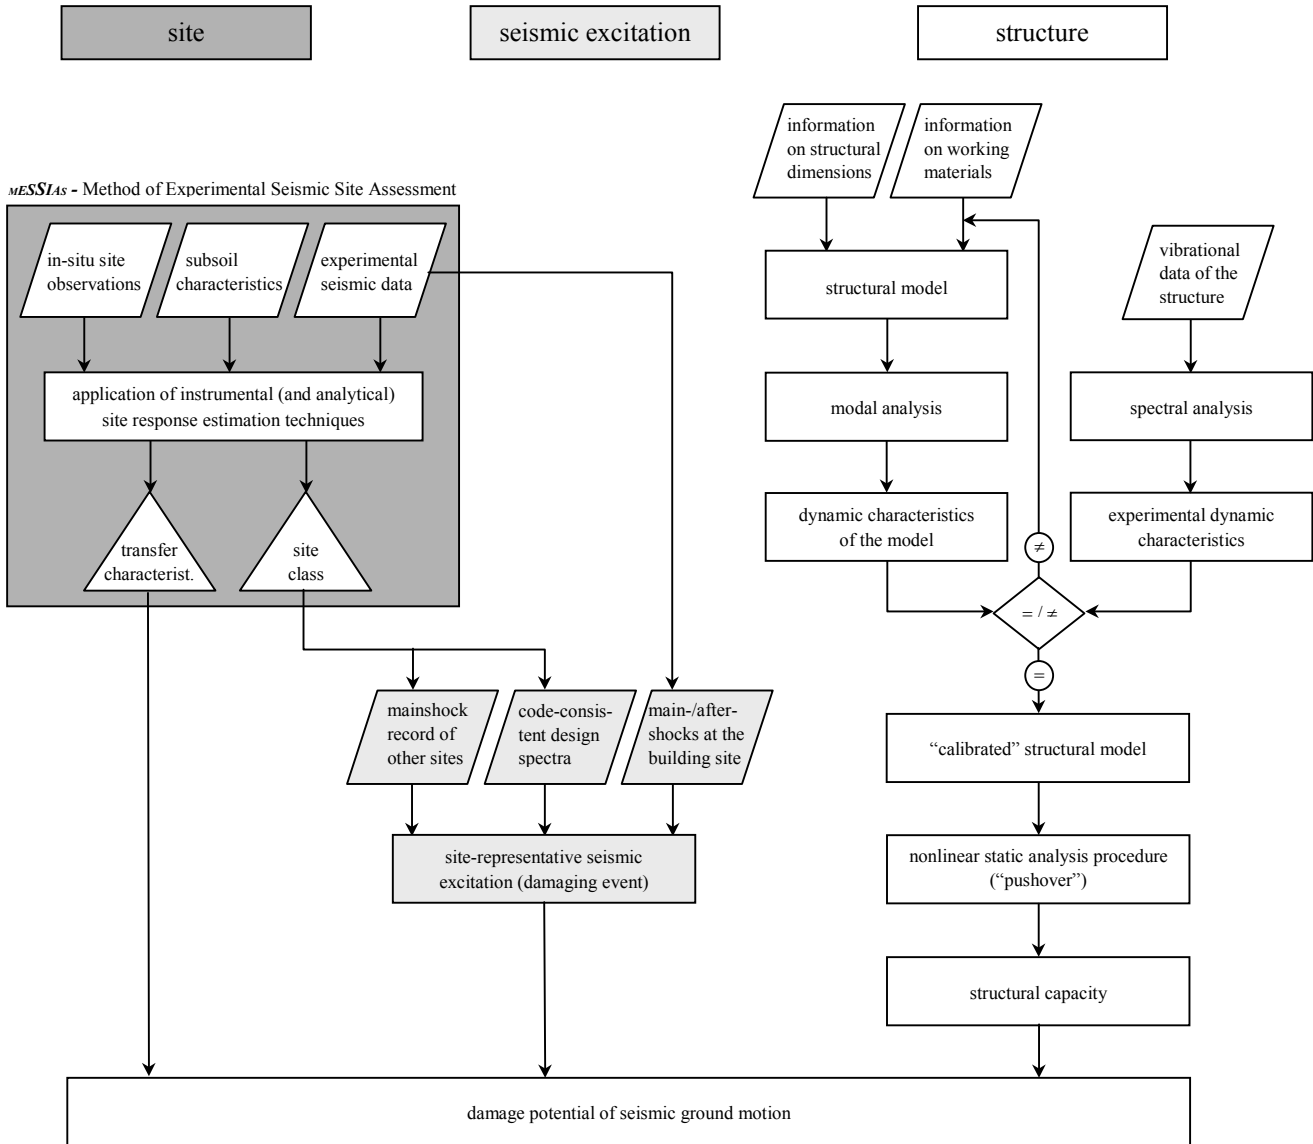 site
seismic excitation
structure
information
on structural
dimensions
information
on working
materials
MESSIAS - Method of Experimental Seismic Site Assessment
in-situ site
observations
subsoil
characteristics
experimental
seismic data
vibrational
data of the
structure
structural model
application of instrumental (and analytical)
site response estimation techniques
modal analysis
spectral analysis
transfer
characterist.
site
class
dynamic characteristics
of the model
experimental dynamic
characteristics
≠
= / ≠
=
mainshock
record of
other sites
code-consis-
tent design
spectra
main-/after-
shocks at the
building site
“calibrated” structural model
site-representative seismic
excitation (damaging event)
nonlinear static analysis procedure
(“pushover”)
structural capacity
damage potential of seismic ground motion